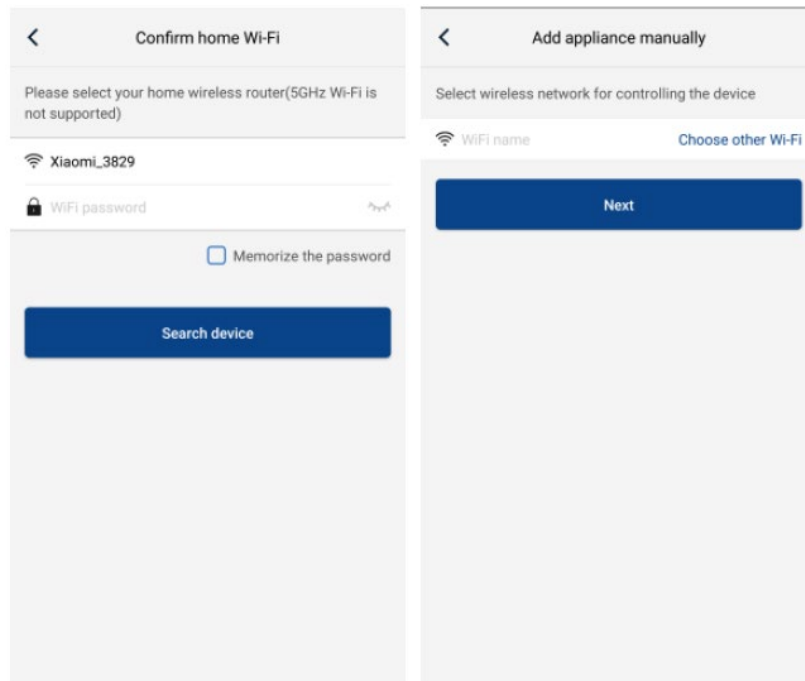 Confirm home Wi-Fi
Please select your home wireless router(5GHz Wi-Fi is
not supported)
Xiaomi_3829
WiFi password
Memorize the password
Search device
Add appliance manually
Select wireless network for controlling the device
WiFi name
Choose other Wi-Fi
Next